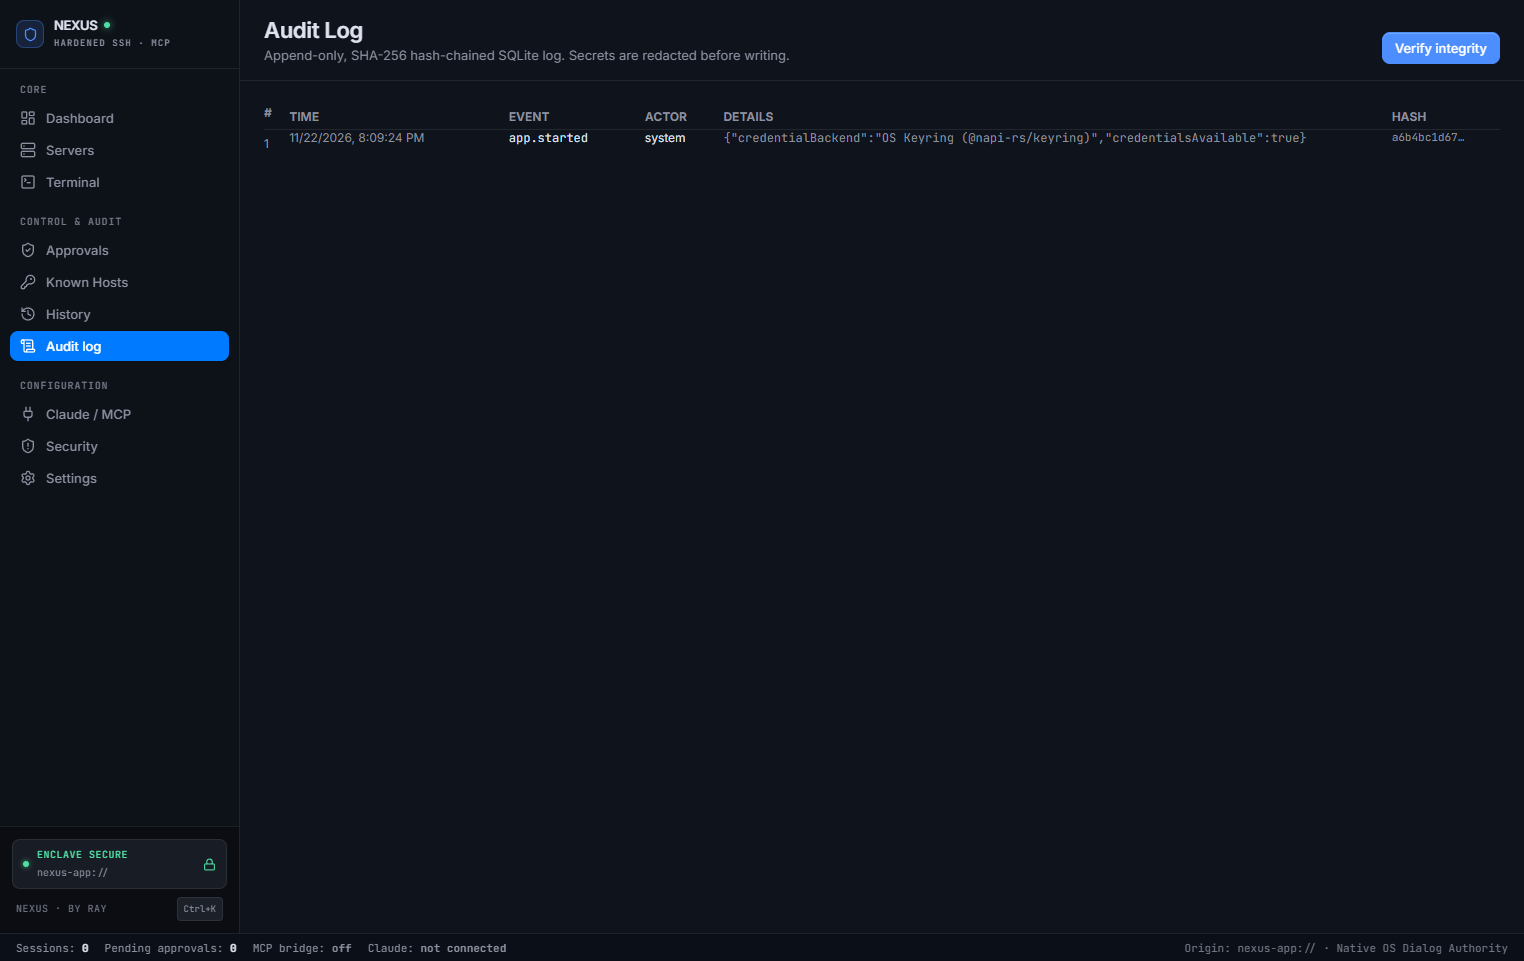 NEXUS
HARDENED SSH · MCP
CORE
Dashboard
Servers
Terminal
CONTROL & AUDIT
Approvals
Known Hosts
History
Audit log
CONFIGURATION
Claude / MCP
Security
Settings
ENCLAVE SECURE
nexus-app://
NEXUS · BY RAY
Ctrl+K
Audit Log
Append-only, SHA-256 hash-chained SQLite log. Secrets are redacted before writing.
Verify integrity
# TIME EVENT ACTOR DETAILS HASH
1 11/22/2026, 8:09:24 PM app.started system {"credentialBackend":"OS Keyring (@napi-rs/keyring)","credentialsAvailable":true} a6b4bc1d67…
Sessions: 0 Pending approvals: 0 MCP bridge: off Claude: not connected
Origin: nexus-app:// · Native OS Dialog Authority